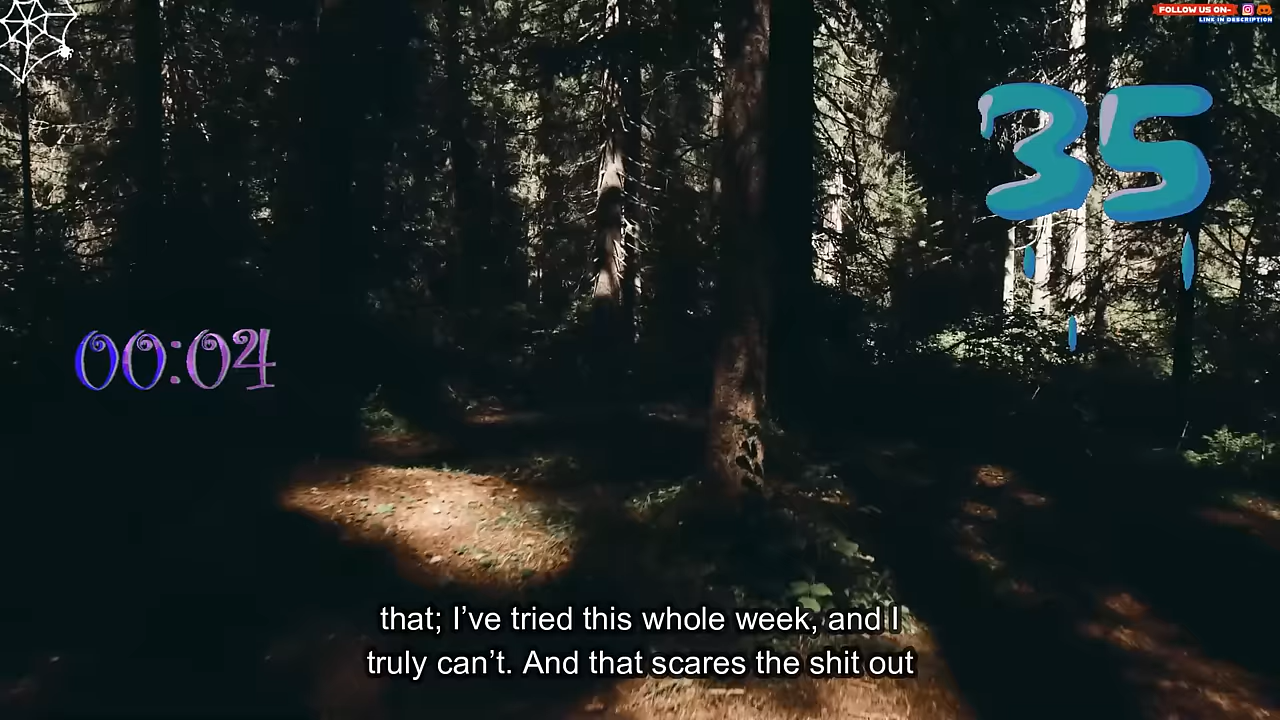 FOLLOW US ON-
LINK IN DESCRIPTION
35
00:04
that; I’ve tried this whole week, and I
truly can’t. And that scares the shit out